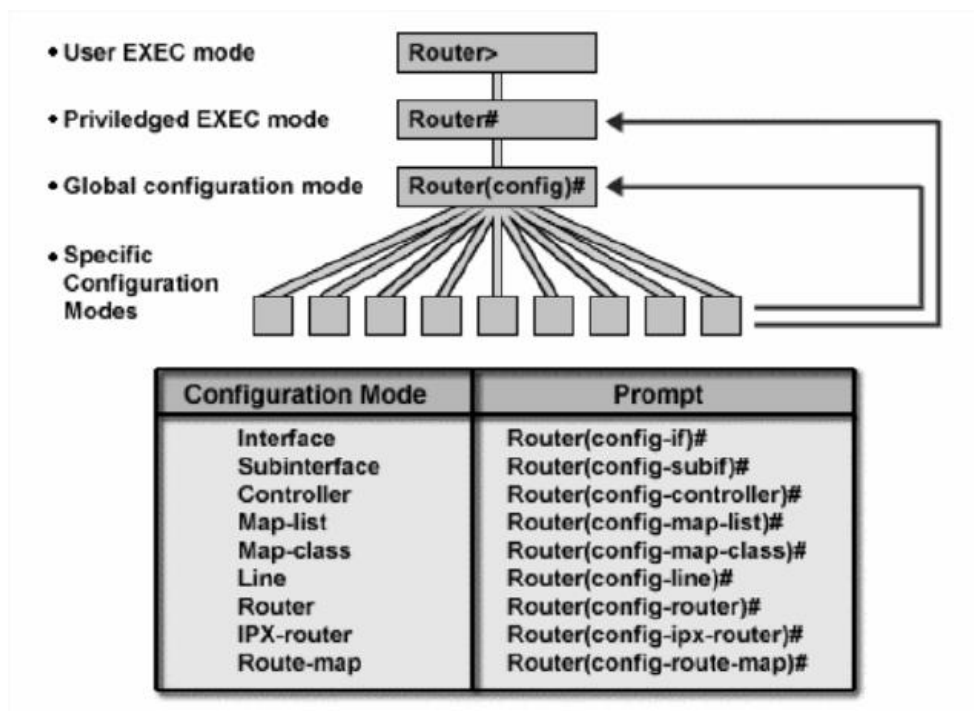 • User EXEC mode
Router>
• Priviledged EXEC mode
Router#
• Global configuration mode
Router(config)#
• Specific
Configuration
Modes
Configuration Mode Prompt
Interface Router(config-if)#
Subinterface Router(config-subif)#
Controller Router(config-controller)#
Map-list Router(config-map-list)#
Map-class Router(config-map-class)#
Line Router(config-line)#
Router Router(config-router)#
IPX-router Router(config-ipx-router)#
Route-map Router(config-route-map)#